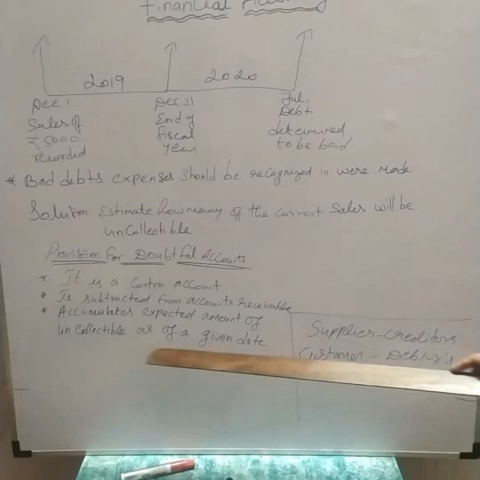 Financial
2019 2020
Dec 1 Dec 31 Jul 1
Sales of End of Debt
₹ 5000 Fiscal determined
recorded Year to be bad
* Bad debts expenses should be recognized in were made
Solution: Estimate how many of the current Sales will be
UnCollectible
Provision for Doubtful Accounts
* It is a Contra account
* Is subtracted from accounts receivable
* Accumulates expected amount of
UnCollectible as of a given date
Supplier - Creditors
Customer - Debtors